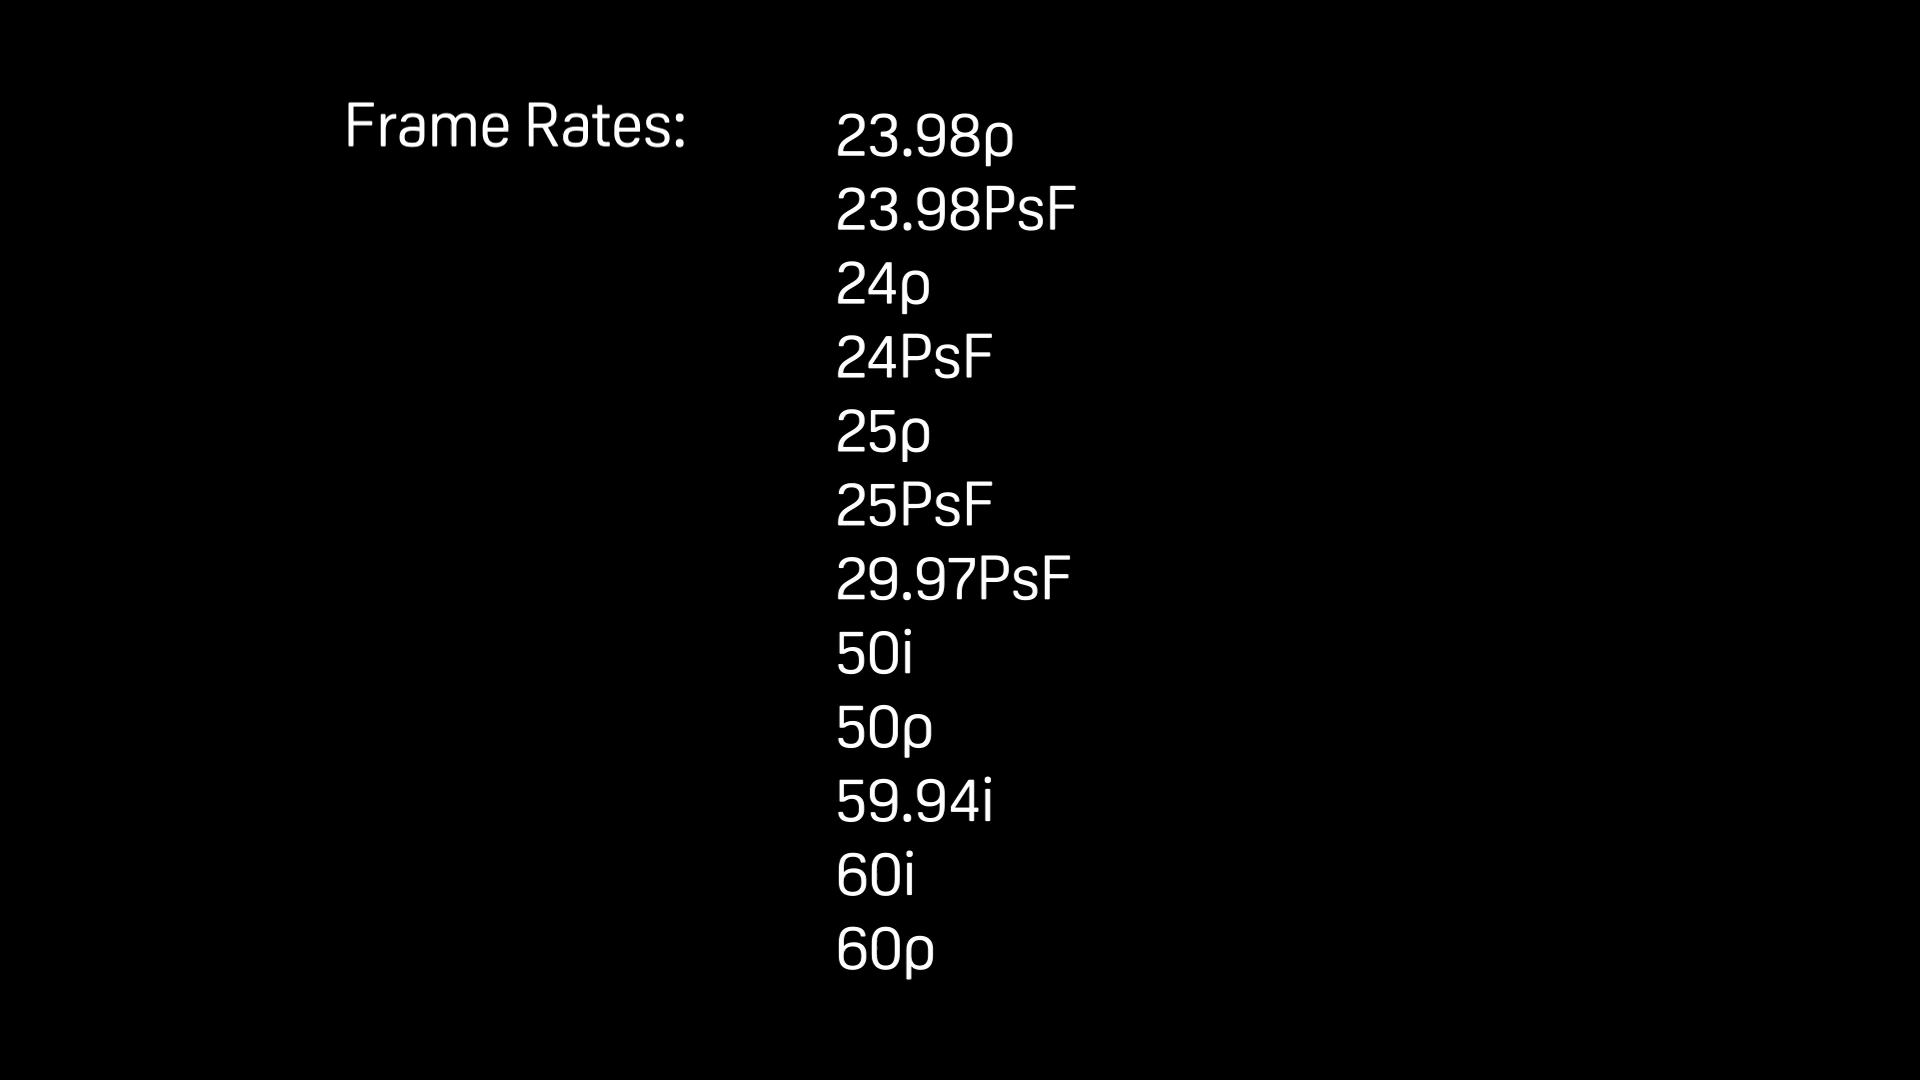 Frame Rates:
23.98p
23.98PsF
24p
24PsF
25p
25PsF
29.97PsF
50i
50p
59.94i
60i
60p